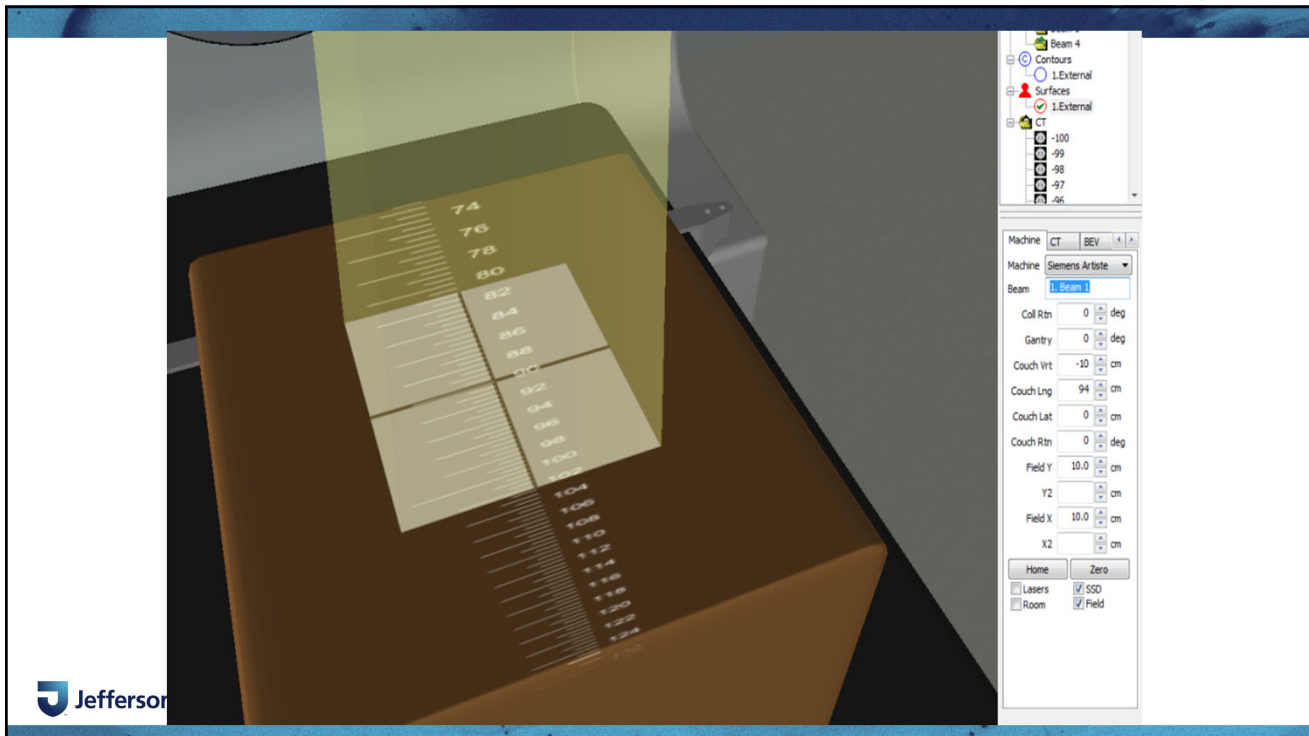 Beam 4
Contours
1.External
Surfaces
1.External
CT
-100
-99
-98
-97
-96
Machine CT BEV
Machine Siemens Artiste
Beam 1. Beam 1
Coll Rtn 0 deg
Gantry 0 deg
Couch Vrt -10 cm
Couch Lng 94 cm
Couch Lat 0 cm
Couch Rtn 0 deg
Field Y 10.0 cm
Y2 cm
Field X 10.0 cm
X2 cm
Home Zero
Lasers SSD
Room Field
74
76
78
80
82
84
86
88
90
92
94
96
98
100
102
104
106
108
110
112
114
116
118
120
122
124
126
Jefferson